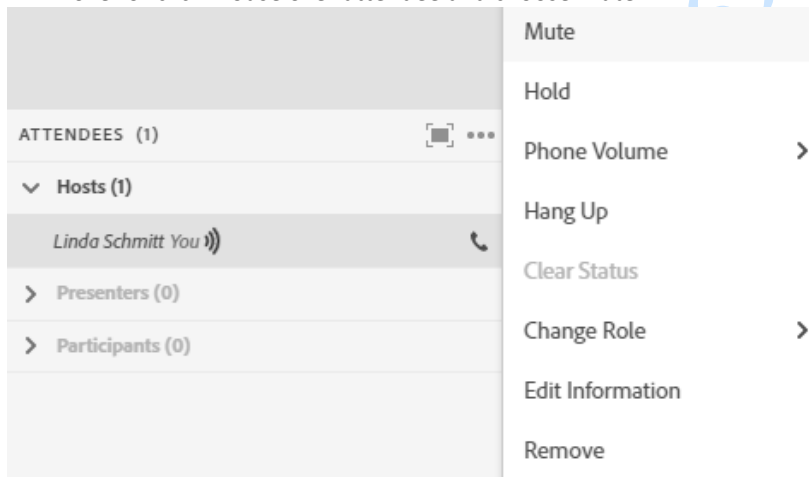 ATTENDEES (1)
Hosts (1)
Linda Schmitt You
Presenters (0)
Participants (0)
Mute
Hold
Phone Volume
Hang Up
Clear Status
Change Role
Edit Information
Remove